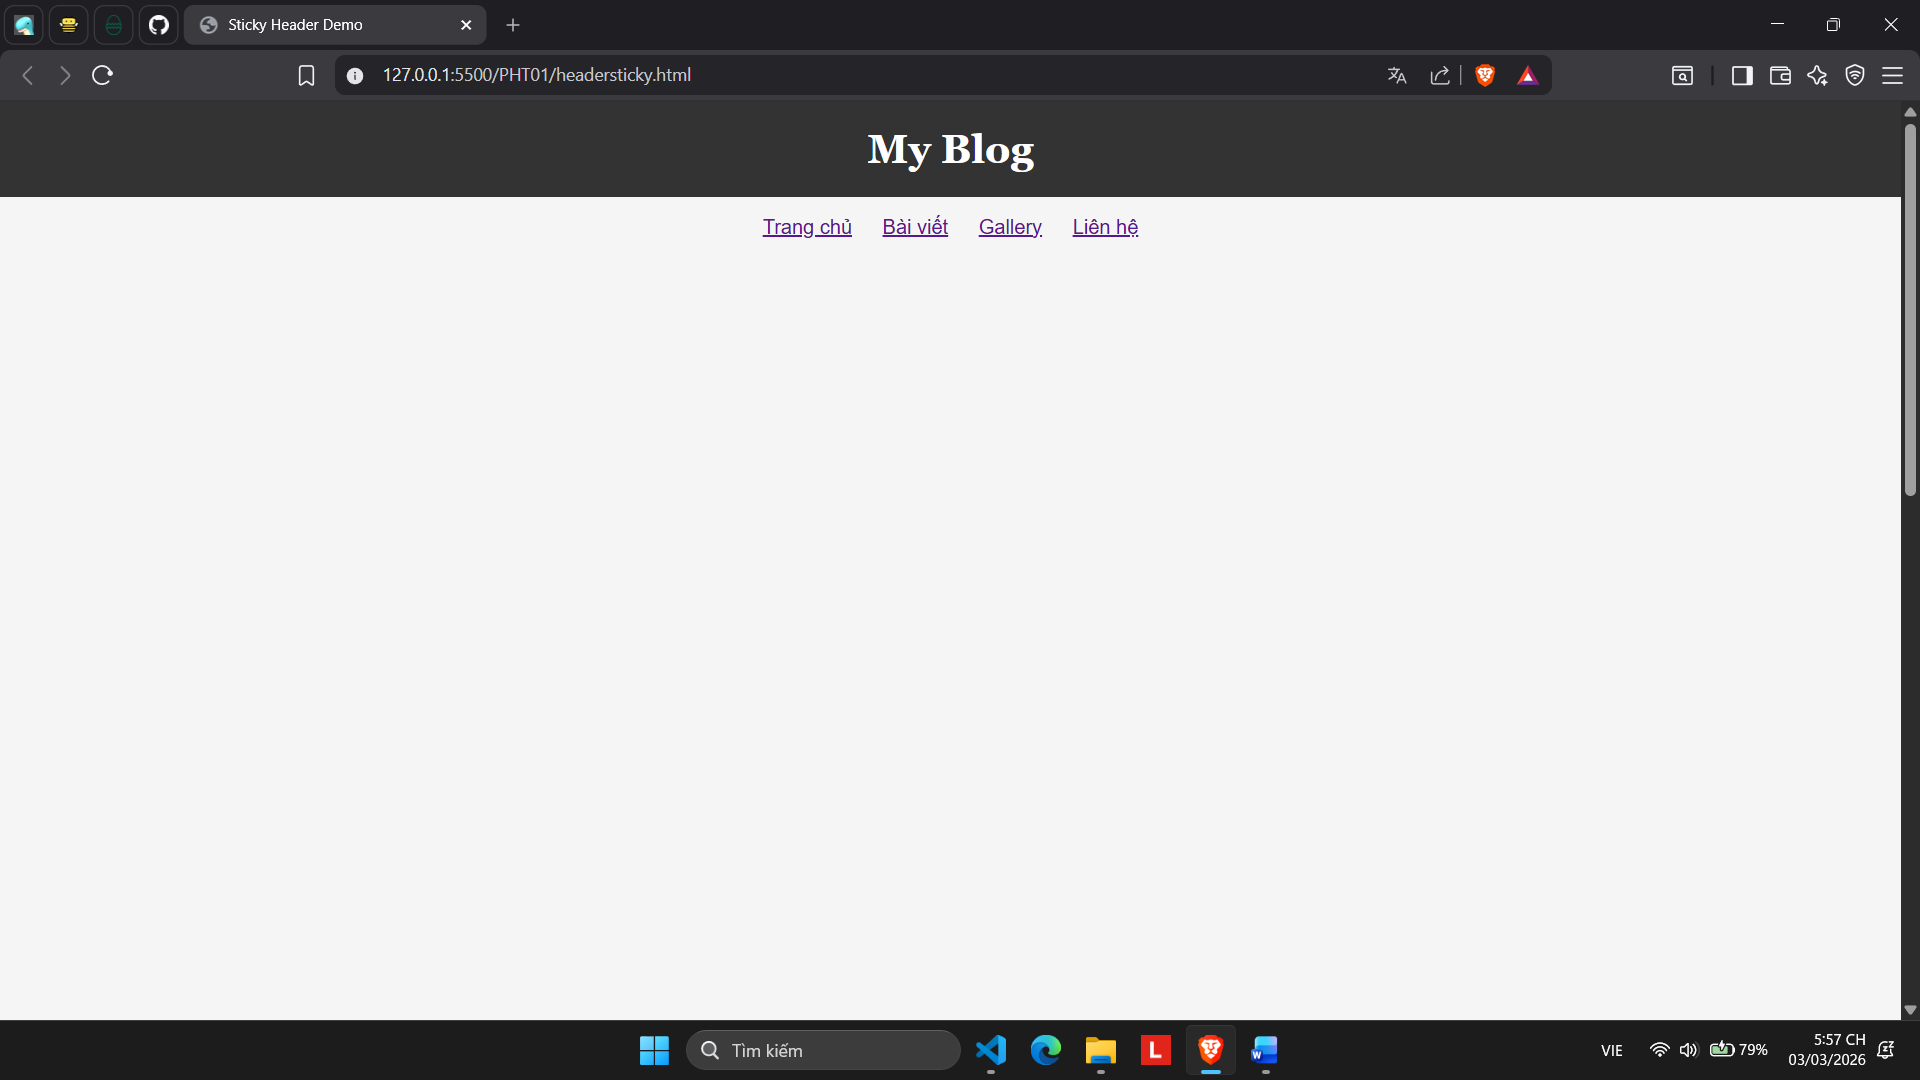 Sticky Header Demo
127.0.0.1:5500/PHT01/headersticky.html
My Blog
Trang chủ Bài viết Gallery Liên hệ
Tìm kiếm
L
W
VIE
79%
5:57 CH
03/03/2026